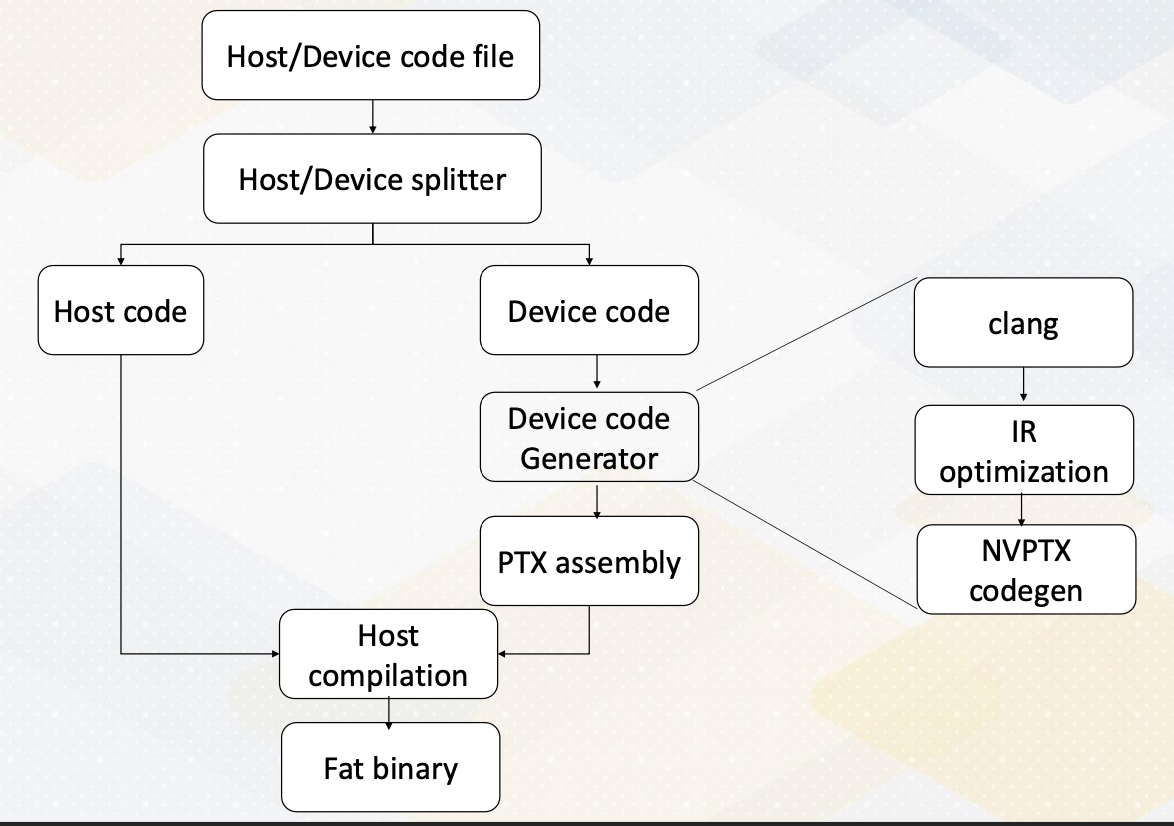 Host/Device code file
Host/Device splitter
Host code
Device code
Device code
Generator
PTX assembly
Host
compilation
Fat binary
clang
IR
optimization
NVPTX
codegen